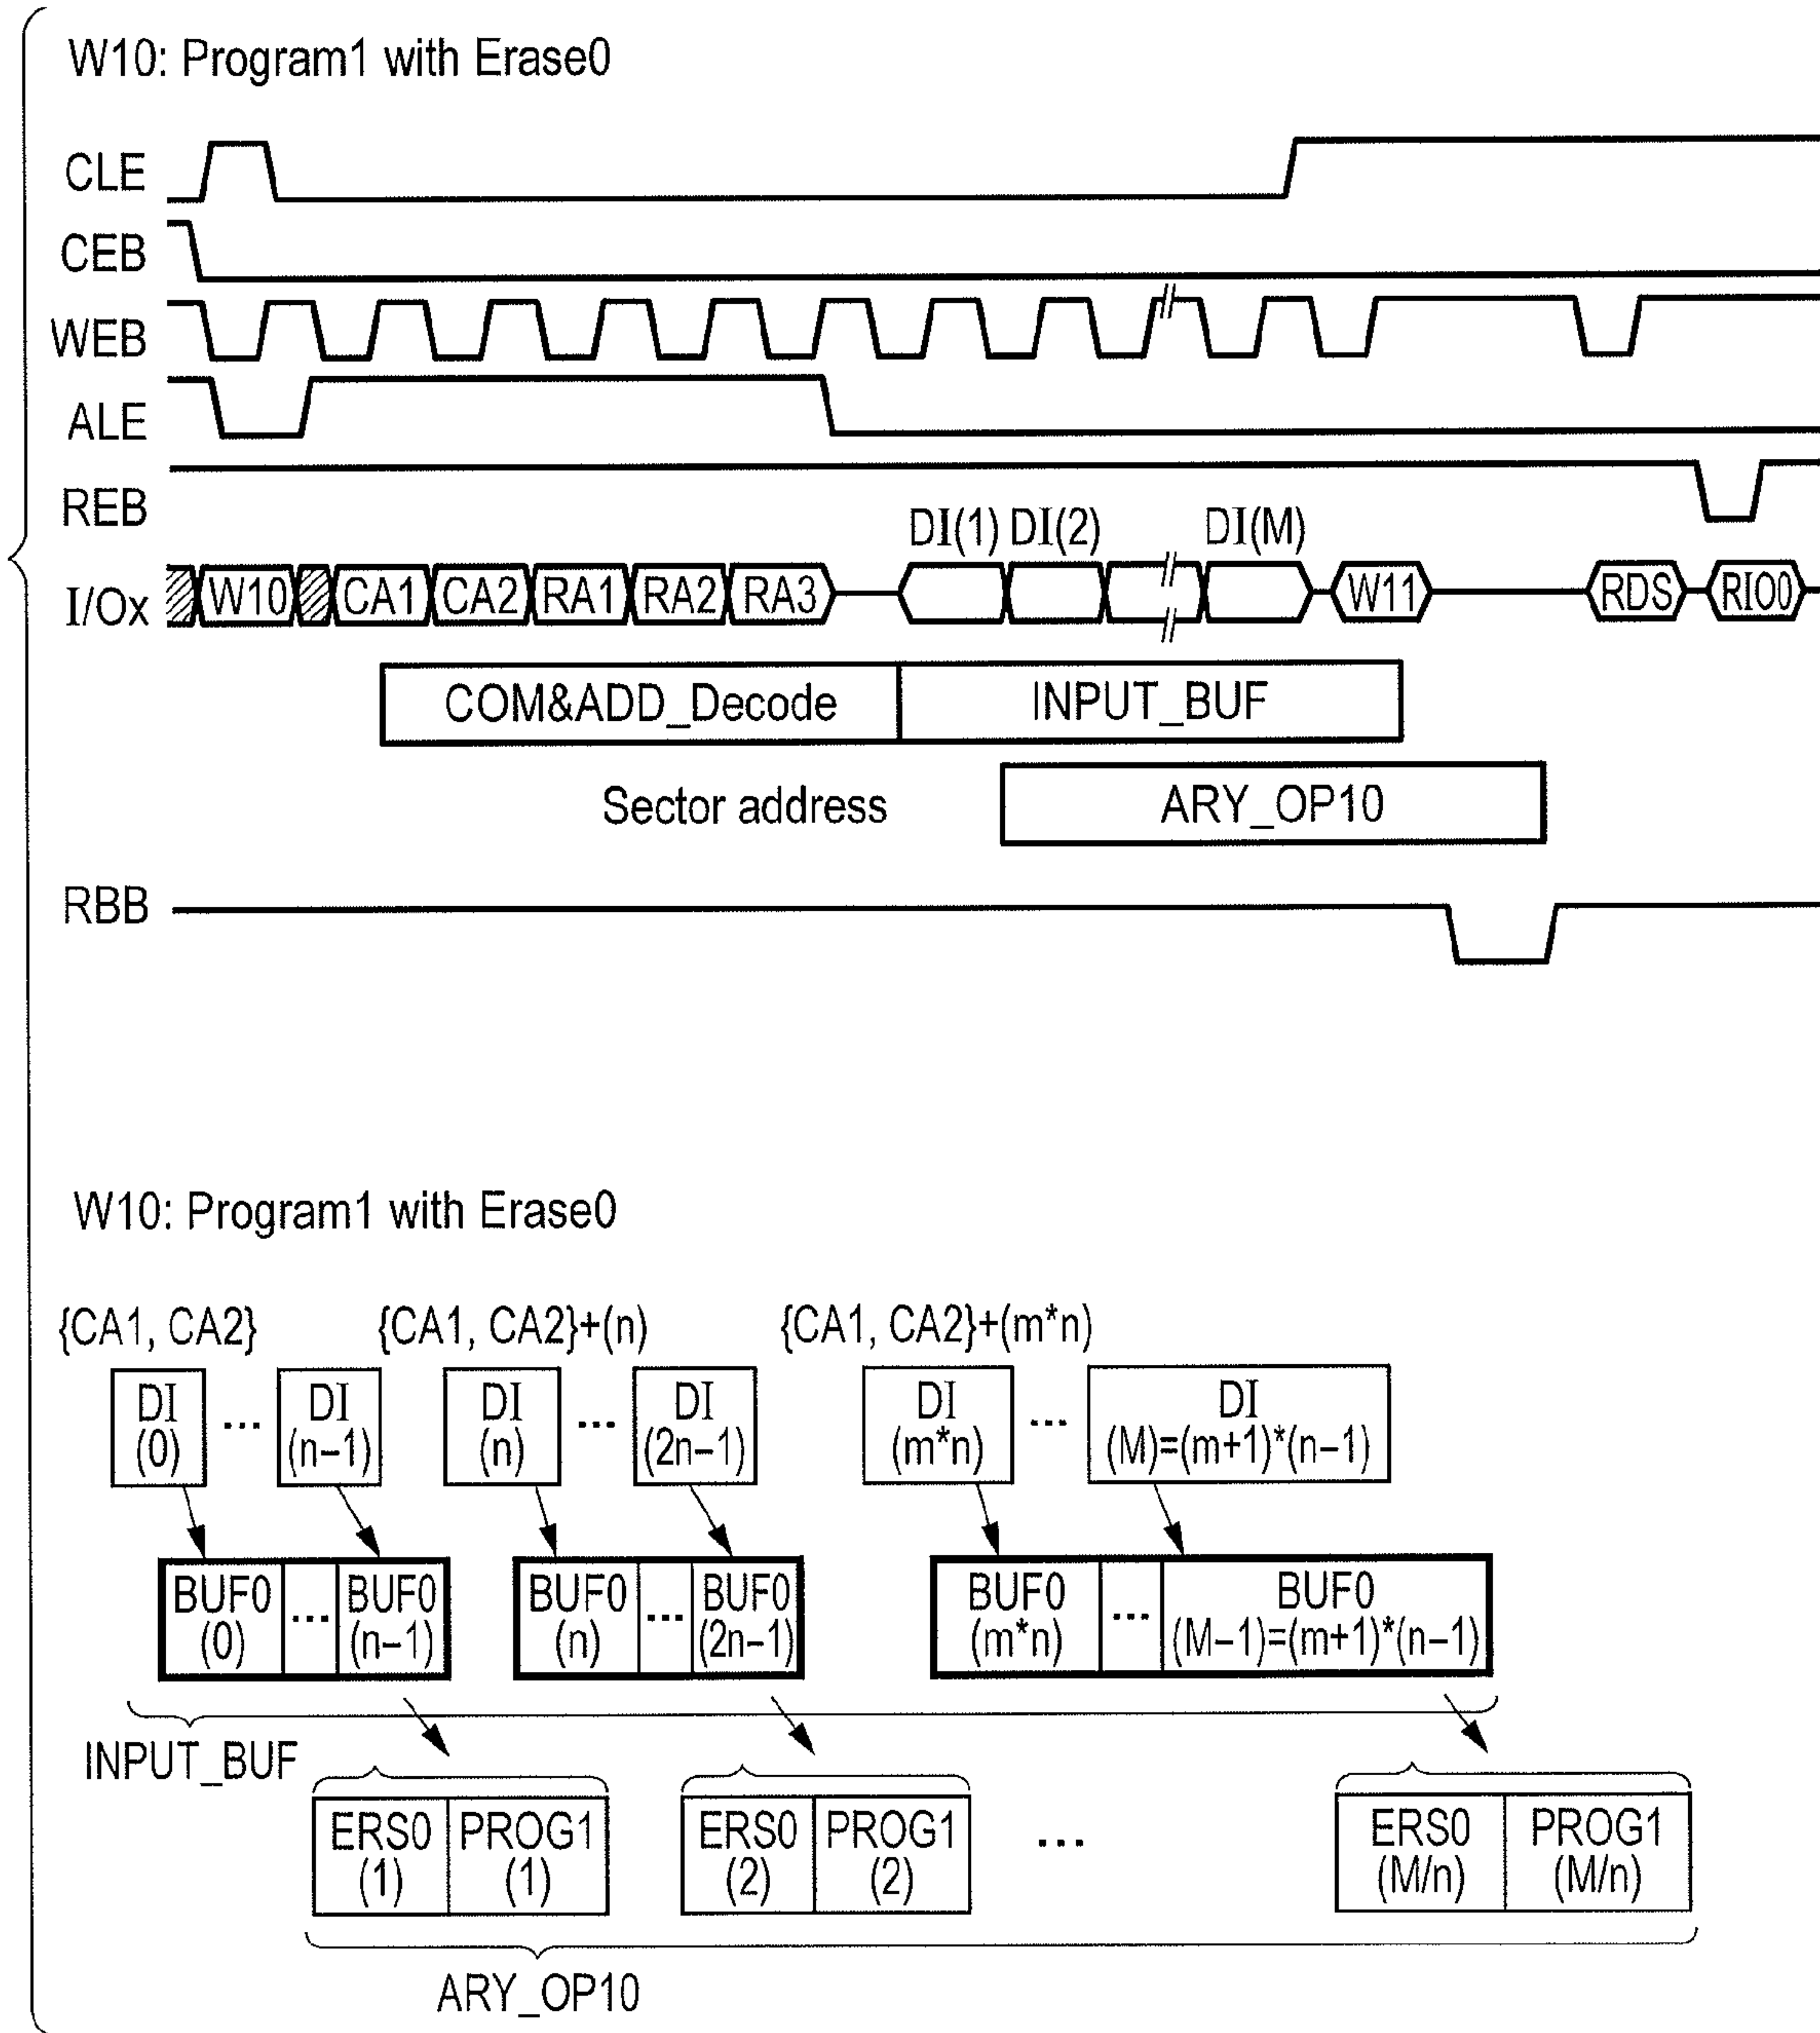 W10: Program1 with Erase0
CLE
CEB
WEB
ALE
REB
DI(1) DI(2) DI(M)
I/Ox W10 CA1 CA2 RA1 RA2 RA3 W11 RDS RIO0
COM&ADD_Decode INPUT_BUF
Sector address ARY_OP10
RBB
W10: Program1 with Erase0
{CA1, CA2} {CA1, CA2}+(n) {CA1, CA2}+(m*n)
DI ... DI DI ... DI DI ... DI
(0) (n−1) (n) (2n−1) (m*n) (M)=(m+1)*(n−1)
BUF0 ... BUF0 BUF0 ... BUF0 BUF0 ... BUF0
(0) (n−1) (n) (2n−1) (m*n) (M−1)=(m+1)*(n−1)
INPUT_BUF
ERS0 PROG1 ERS0 PROG1 ... ERS0 PROG1
(1) (1) (2) (2) (M/n) (M/n)
ARY_OP10